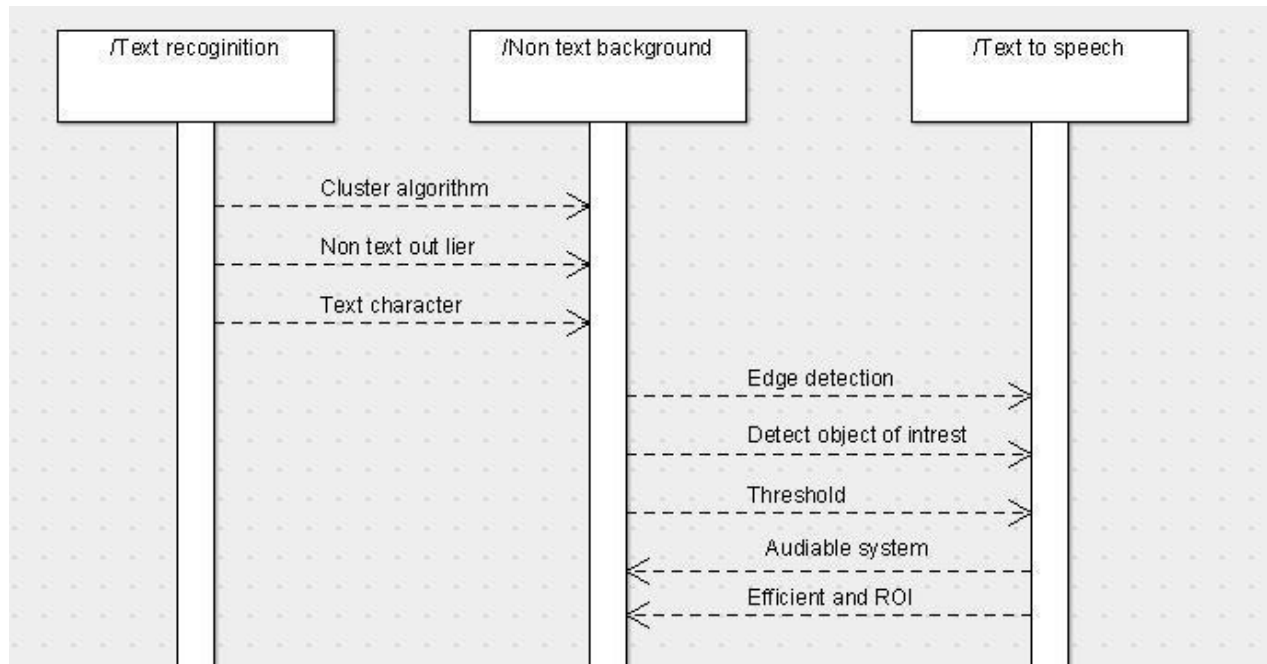 /Text recoginition
/Non text background
/Text to speech
Cluster algorithm
Non text out lier
Text character
Edge detection
Detect object of intrest
Threshold
Audiable system
Efficient and ROI